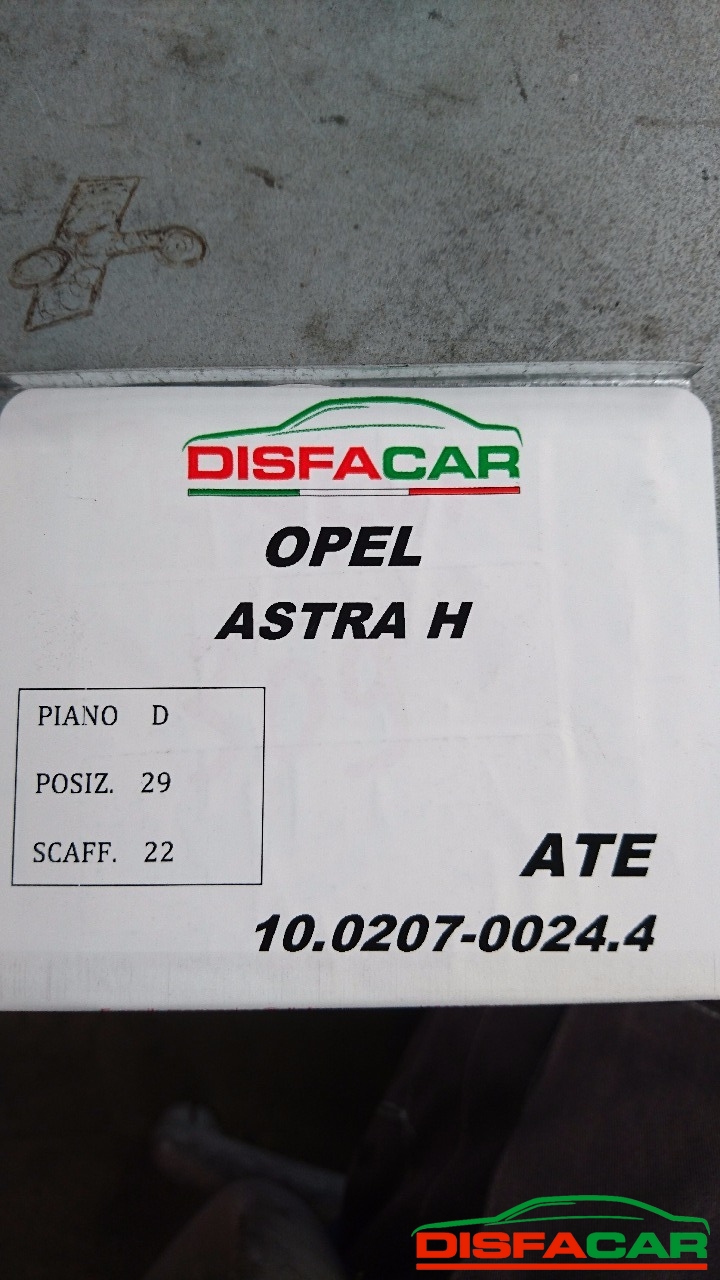 DISFACAR
OPEL
ASTRA H
PIANO D
POSIZ. 29
SCAFF. 22
ATE
10.0207-0024.4
DISFACAR